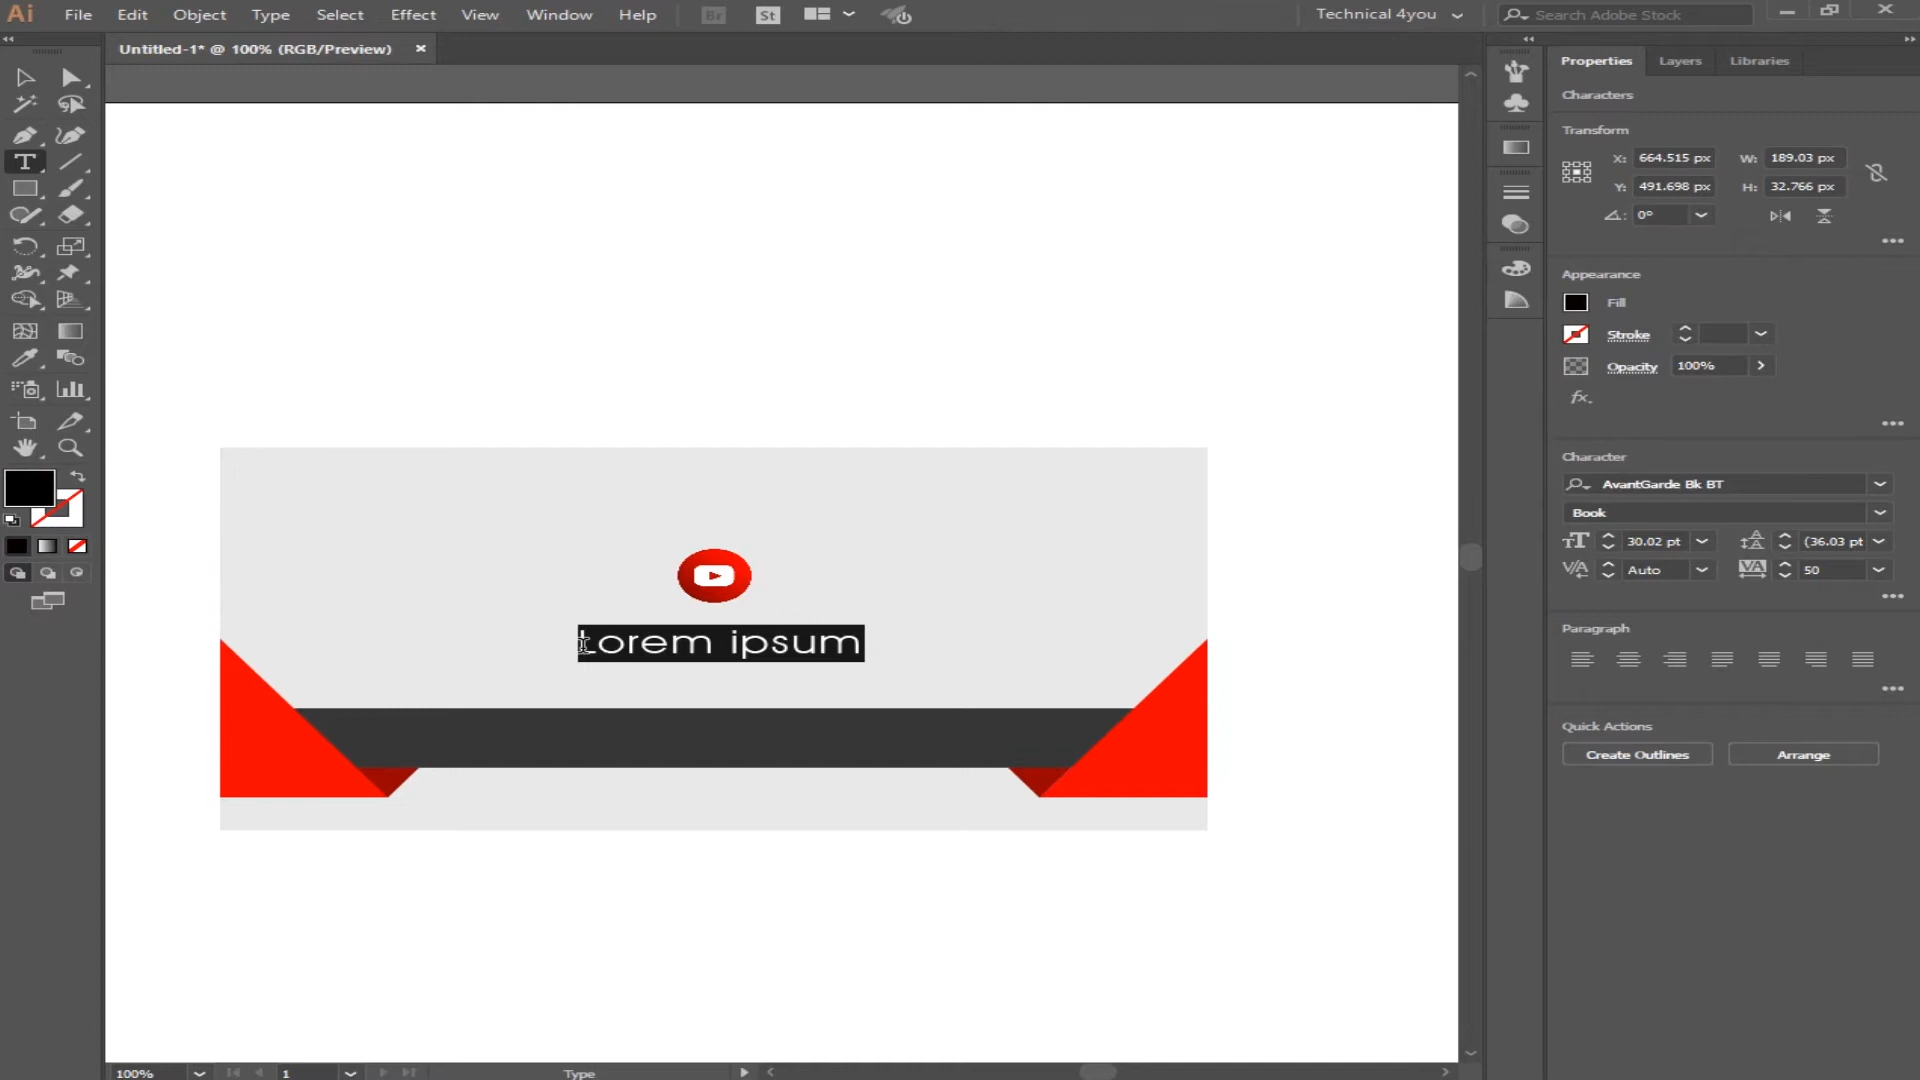 Ai File Edit Object Type Select Effect View Window Help Br St Technical 4you Search Adobe Stock
Untitled-1* @ 100% (RGB/Preview)
Properties Layers Libraries
Characters
Transform
X: 664.515 px W: 189.03 px
Y: 491.698 px H: 32.766 px
0°
Appearance
Fill
Stroke
Opacity 100%
fx.
Character
AvantGarde Bk BT
Book
30.02 pt (36.03 pt
Auto 50
Paragraph
Quick Actions
Create Outlines Arrange
Lorem ipsum
100% 1 Type